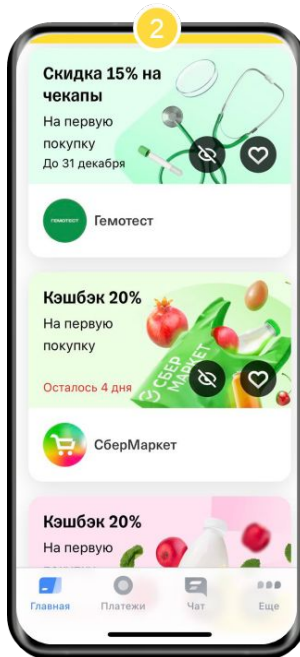 2
Скидка 15% на
чекапы
На первую
покупку
До 31 декабря
ГЕМОТЕСТ
Гемотест
Кэшбэк 20%
На первую
покупку
СБЕР
МАРКЕТ
Осталось 4 дня
СберМаркет
Кэшбэк 20%
На первую
Главная
Платежи
Чат
Еще